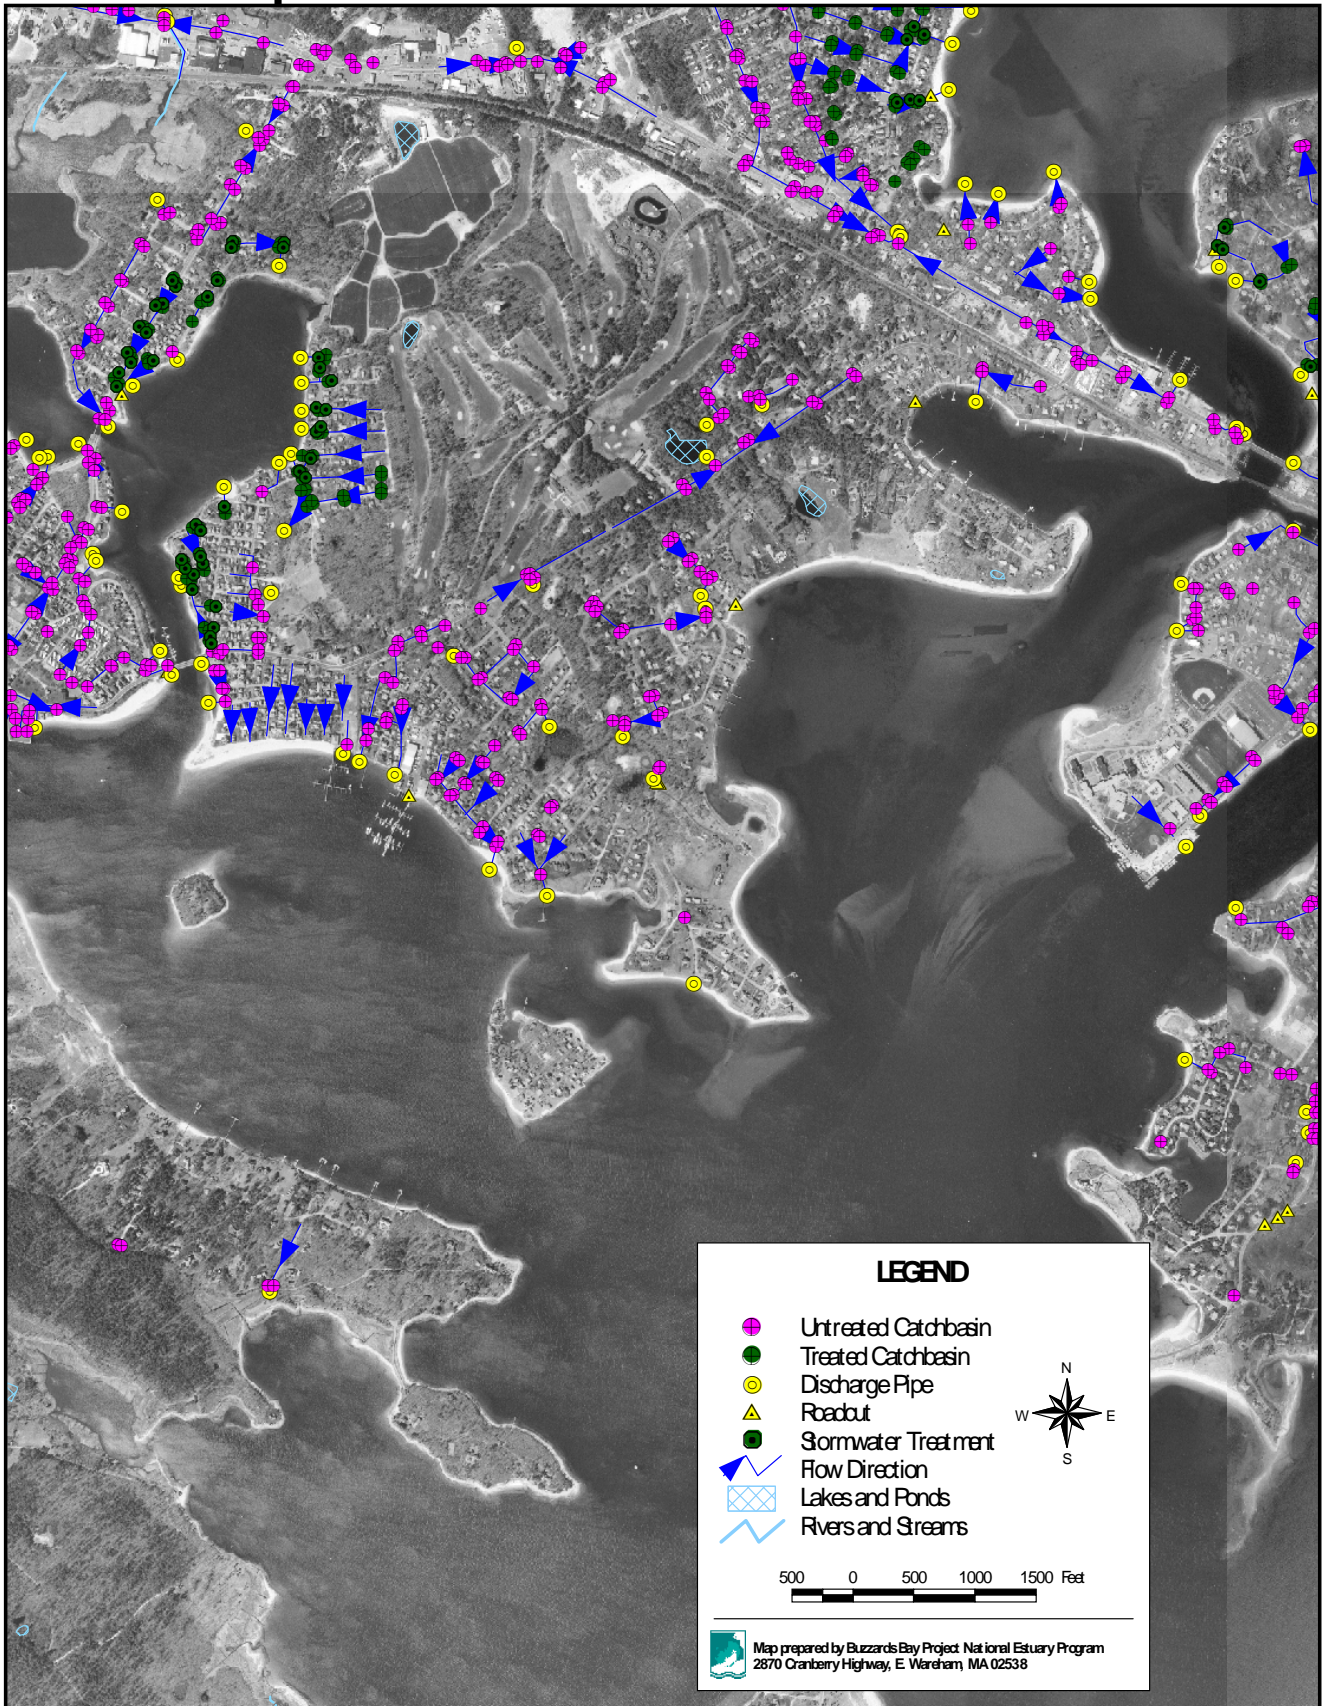 LEGEND
Untreated Catchbasin
Treated Catchbasin
Discharge Pipe
Roadout
Stormwater Treatment
Flow Direction
Lakes and Ponds
Rivers and Streams
N
W E
S
500 0 500 1000 1500 Feet
Map prepared by Buzzards Bay Project National Estuary Program
2870 Cranberry Highway, E. Wareham, MA 02538